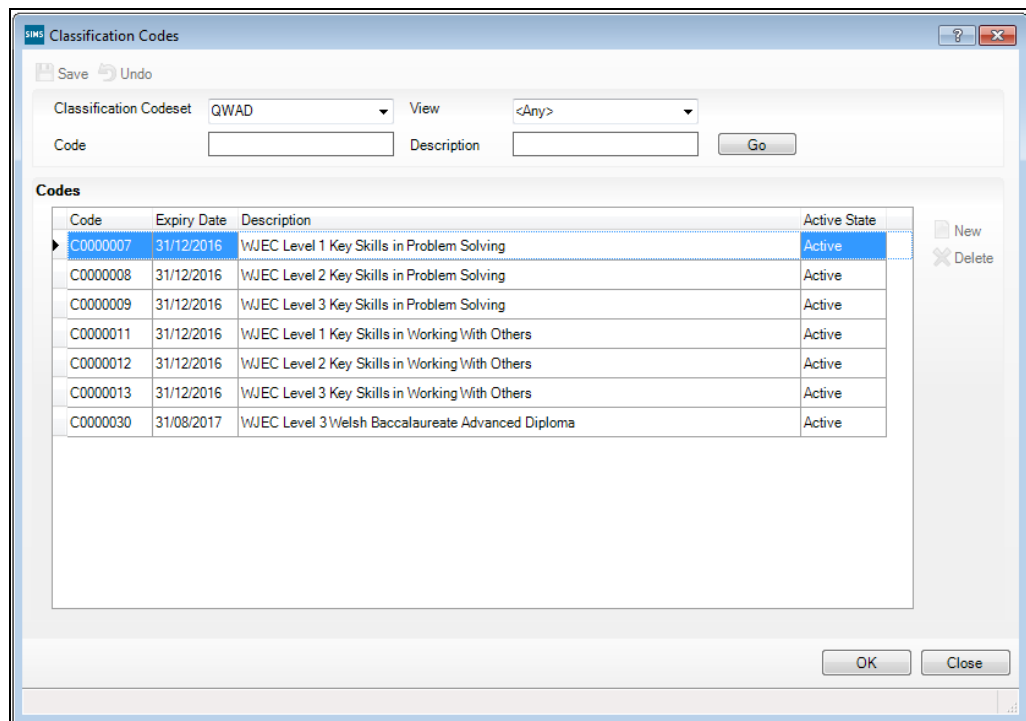 SIMS Classification Codes ?
Save Undo
Classification Codeset QWAD View <Any>
Code Description Go
Codes
Code Expiry Date Description Active State
C0000007 31/12/2016 WJEC Level 1 Key Skills in Problem Solving Active
C0000008 31/12/2016 WJEC Level 2 Key Skills in Problem Solving Active
C0000009 31/12/2016 WJEC Level 3 Key Skills in Problem Solving Active
C0000011 31/12/2016 WJEC Level 1 Key Skills in Working With Others Active
C0000012 31/12/2016 WJEC Level 2 Key Skills in Working With Others Active
C0000013 31/12/2016 WJEC Level 3 Key Skills in Working With Others Active
C0000030 31/08/2017 WJEC Level 3 Welsh Baccalaureate Advanced Diploma Active
New
Delete
OK Close